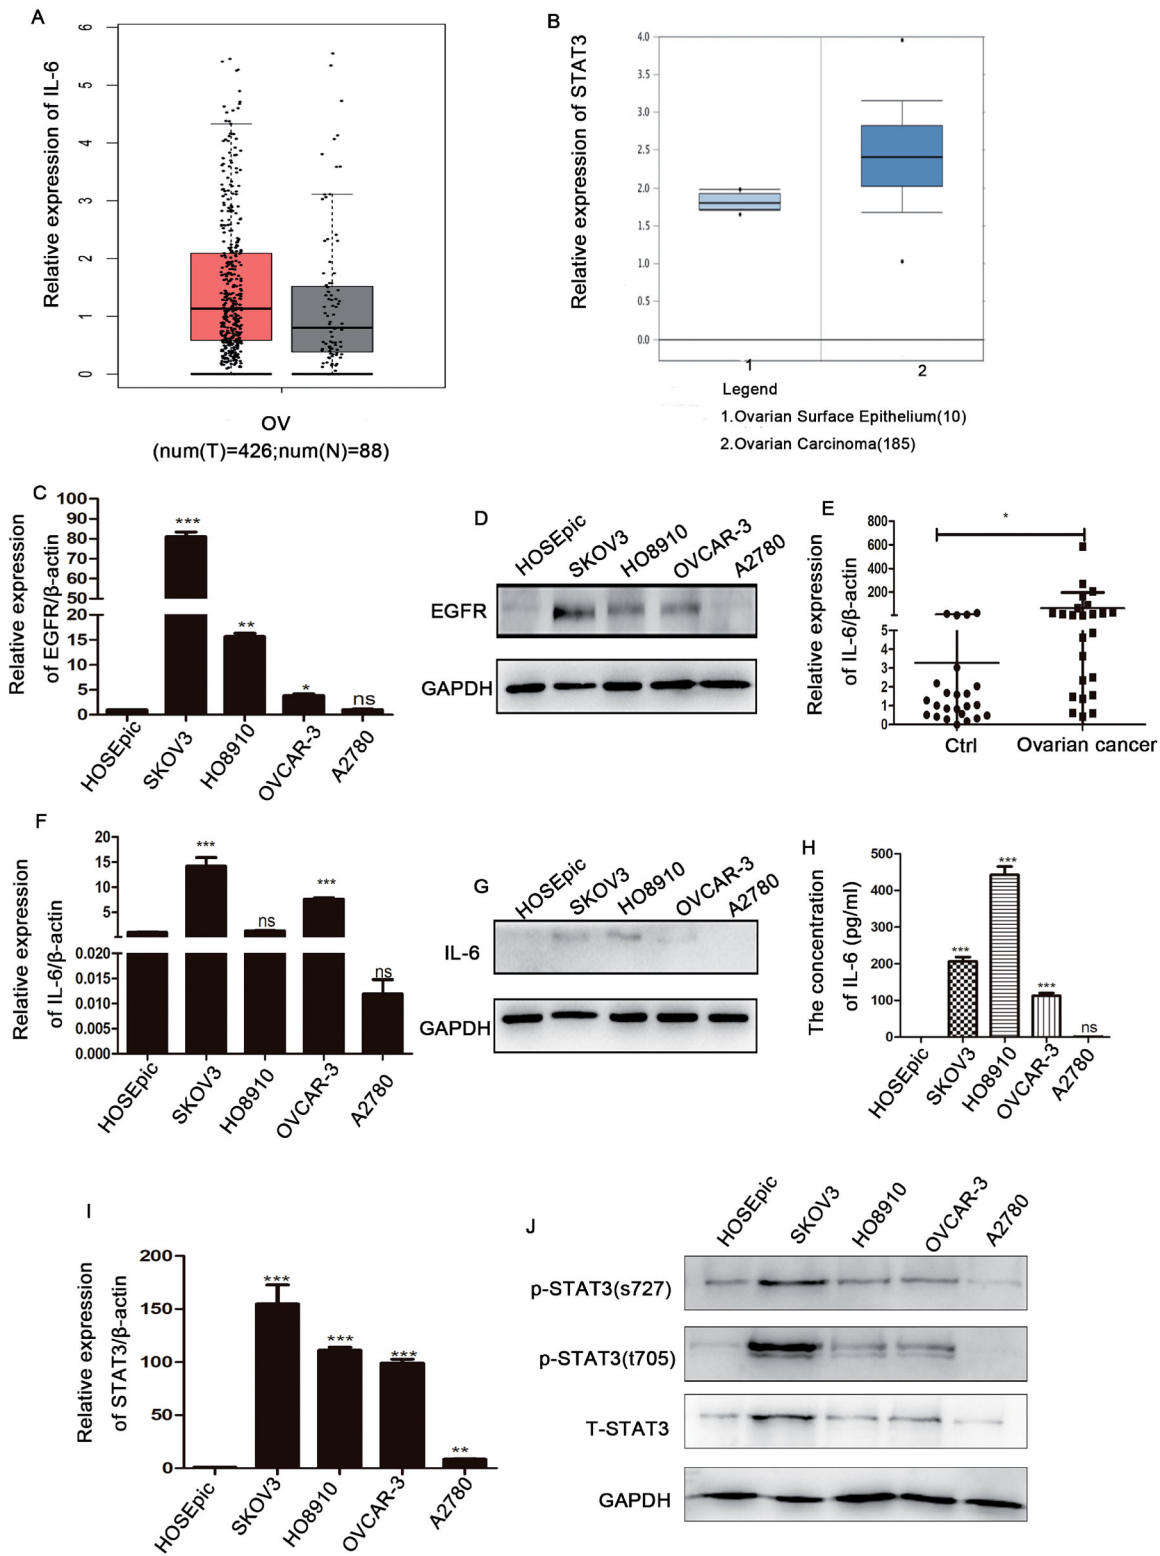 A
Relative expression of IL-6
6
5
4
3
2
1
0
OV
(num(T)=426;num(N)=88)
B
Relative expression of STAT3
4.0
3.5
3.0
2.5
2.0
1.5
1.0
0.5
0.0
1
2
Legend
1.Ovarian Surface Epithelium(10)
2.Ovarian Carcinoma(185)
C
Relative expression
of EGFR/β-actin
100
90
80
70
60
50
20
15
10
5
0
***
**
*
ns
HOSEpic
SKOV3
HO8910
OVCAR-3
A2780
D
HOSEpic
SKOV3
HO8910
OVCAR-3
A2780
EGFR
GAPDH
E
Relative expression
of IL-6/β-actin
800
600
400
200
5
4
3
2
1
0
*
Ctrl
Ovarian cancer
F
Relative expression
of IL-6/β-actin
20
15
10
5
0.020
0.015
0.010
0.005
0.000
***
ns
***
ns
HOSEpic
SKOV3
HO8910
OVCAR-3
A2780
G
HOSEpic
SKOV3
HO8910
OVCAR-3
A2780
IL-6
GAPDH
H
The concentration
of IL-6 (pg/ml)
500
400
300
200
100
0
***
***
***
ns
HOSEpic
SKOV3
HO8910
OVCAR-3
A2780
I
Relative expression
of STAT3/β-actin
200
150
100
50
0
***
***
***
**
HOSEpic
SKOV3
HO8910
OVCAR-3
A2780
J
HOSEpic
SKOV3
HO8910
OVCAR-3
A2780
p-STAT3(s727)
p-STAT3(t705)
T-STAT3
GAPDH